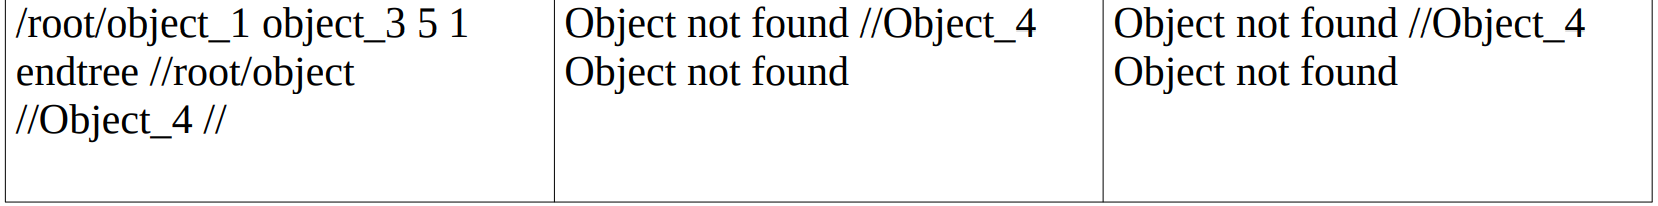 /root/object_1 object_3 5 1
endtree //root/object
//Object_4 //
Object not found //Object_4
Object not found
Object not found //Object_4
Object not found